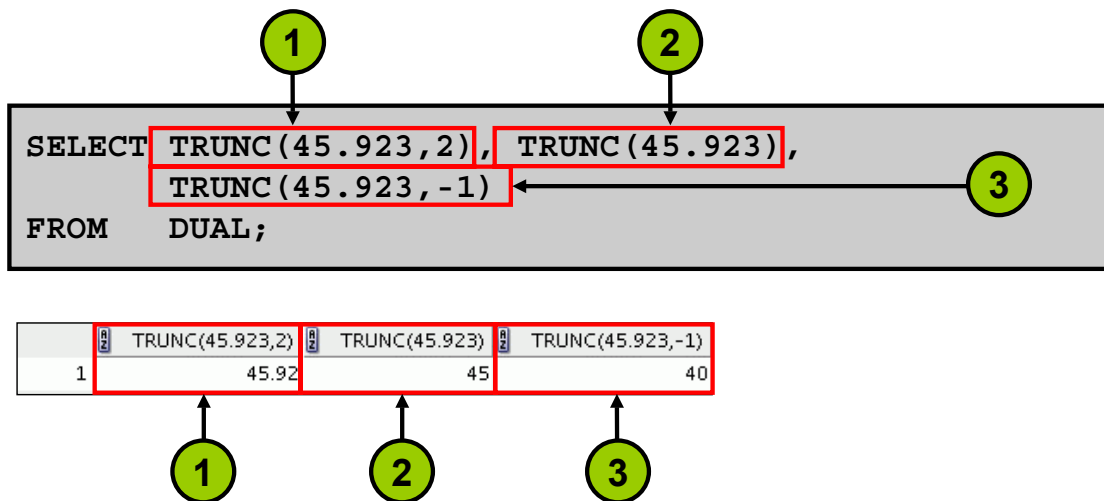 1 2
SELECT TRUNC(45.923,2), TRUNC(45.923),
TRUNC(45.923,-1) 3
FROM DUAL;
TRUNC(45.923,2) TRUNC(45.923) TRUNC(45.923,-1)
1 45.92 45 40
1 2 3